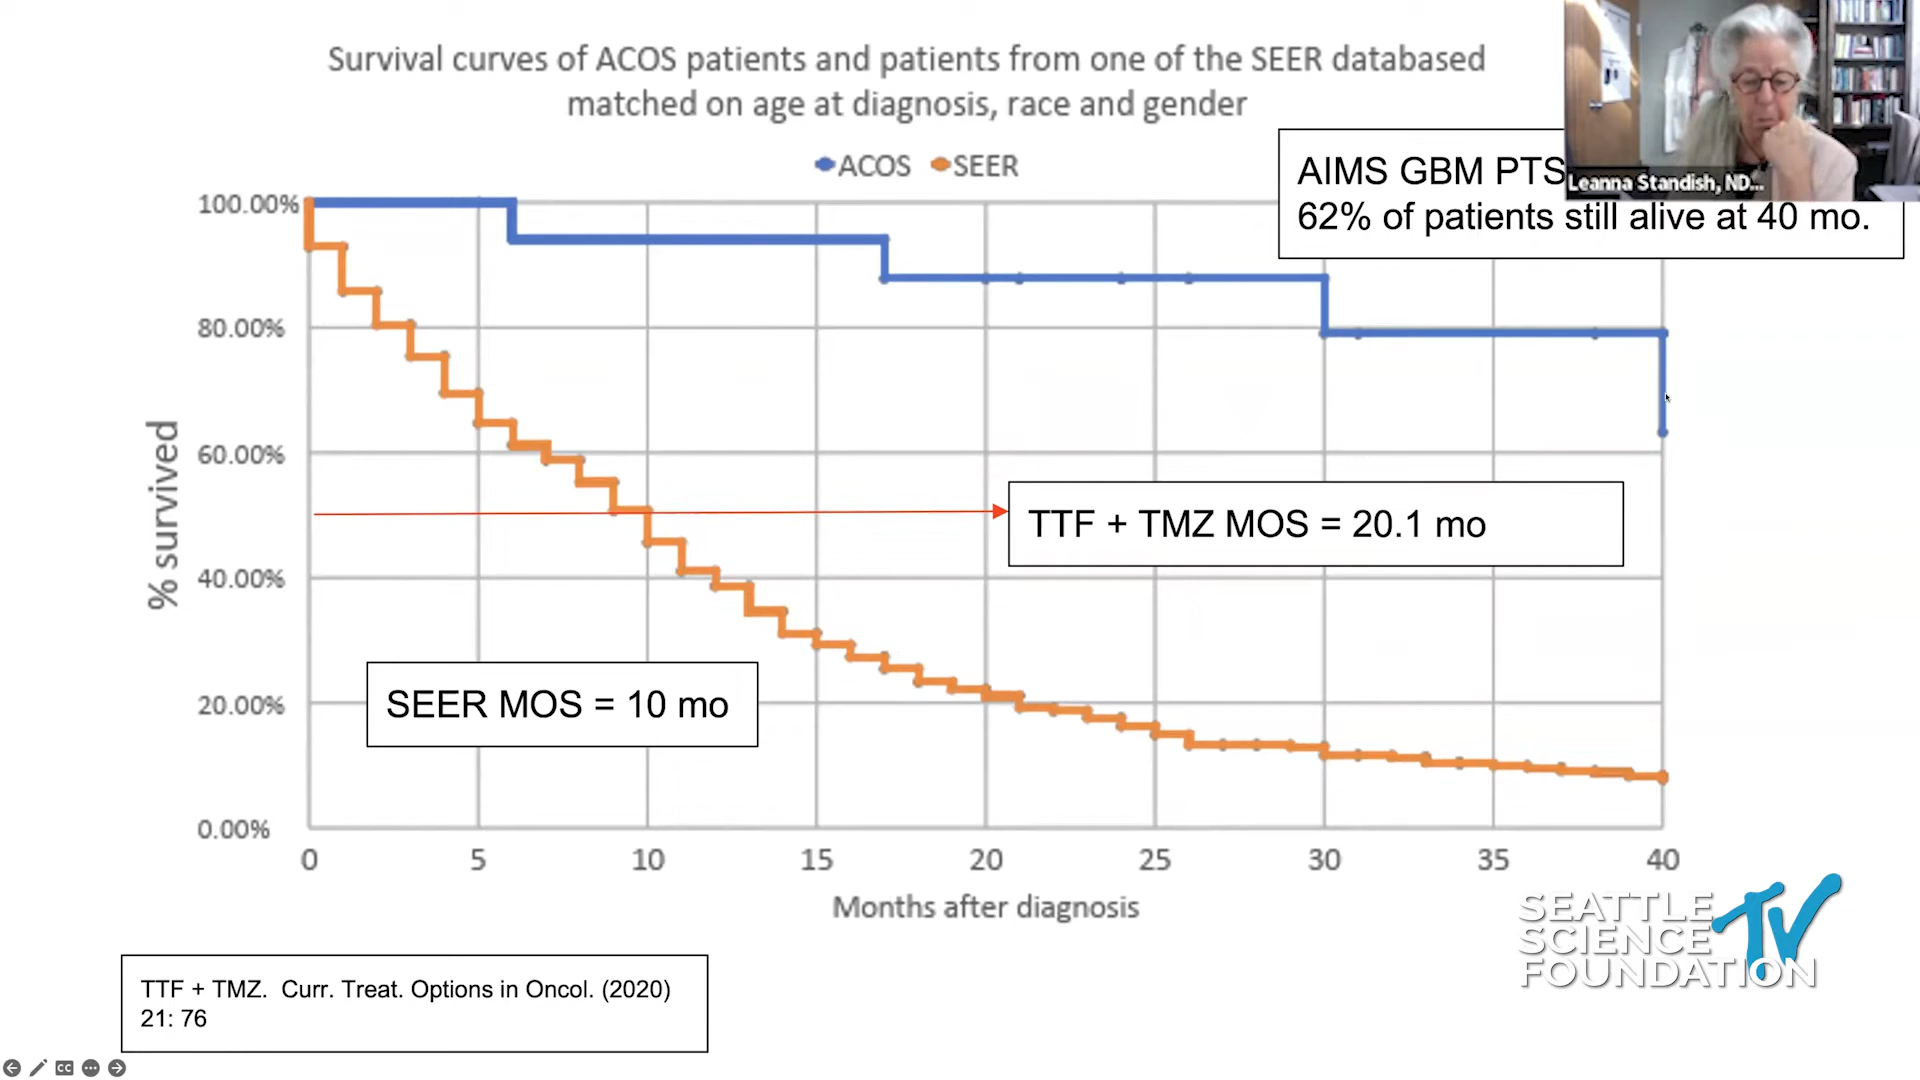 Survival curves of ACOS patients and patients from one of the SEER databased
matched on age at diagnosis, race and gender
ACOS SEER
AIMS GBM PTS
62% of patients still alive at 40 mo.
Leanna Standish, ND...
100.00%
80.00%
60.00%
40.00%
20.00%
0.00%
% survived
TTF + TMZ MOS = 20.1 mo
SEER MOS = 10 mo
0 5 10 15 20 25 30 35 40
Months after diagnosis
SEATTLE
SCIENCE
FOUNDATION
TV
TTF + TMZ. Curr. Treat. Options in Oncol. (2020)
21: 76
CC